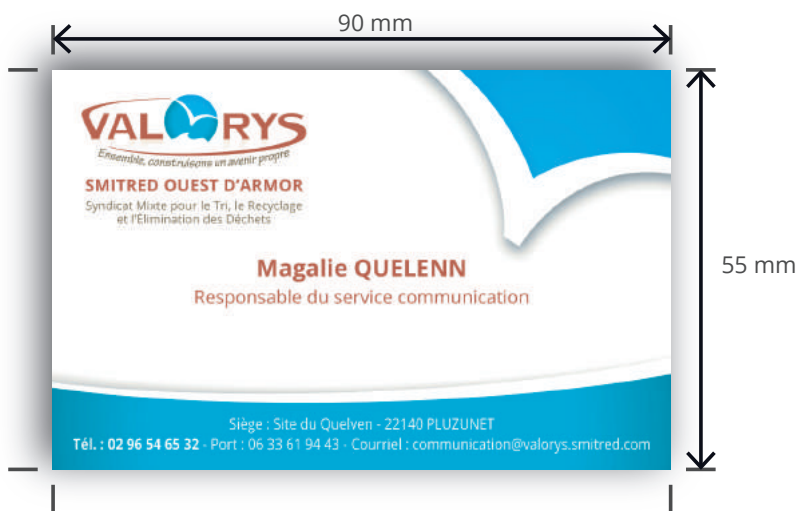 90 mm
VALORYS
Ensemble, construisons un avenir propre
SMITRED OUEST D'ARMOR
Syndicat Mixte pour le Tri, le Recyclage
et l'Élimination des Déchets
Magalie QUELENN
Responsable du service communication
55 mm
Siège : Site du Quelven - 22140 PLUZUNET
Tél. : 02 96 54 65 32 - Port : 06 33 61 94 43 - Courriel : communication@valorys.smitred.com